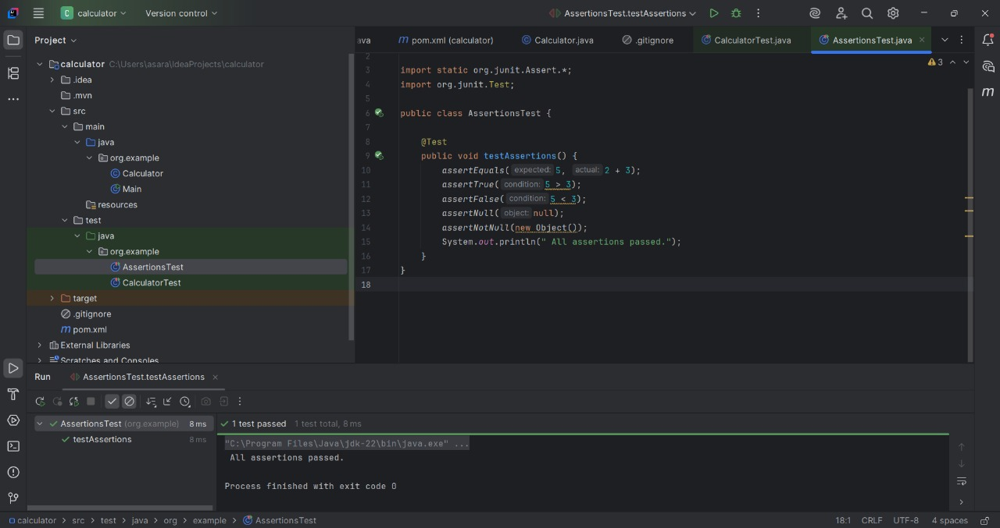 C calculator Version control AssertionsTest.testAssertions
Project
ava pom.xml (calculator) Calculator.java .gitignore CalculatorTest.java AssertionsTest.java
calculator C:\Users\asara\IdeaProjects\calculator
.idea
.mvn
src
main
java
org.example
Calculator
Main
resources
test
java
org.example
AssertionsTest
CalculatorTest
target
.gitignore
pom.xml
External Libraries
Scratches and Consoles
3
2
3 import static org.junit.Assert.*;
4 import org.junit.Test;
5
6 public class AssertionsTest {
7
8 @Test
9 public void testAssertions() {
10 assertEquals( expected: 5, actual: 2 + 3);
11 assertTrue( condition: 5 > 3);
12 assertFalse( condition: 5 < 3);
13 assertNull( object: null);
14 assertNotNull(new Object());
15 System.out.println(" All assertions passed.");
16 }
17 }
18
Run AssertionsTest.testAssertions
AssertionsTest (org.example) 8 ms
testAssertions 8 ms
1 test passed 1 test total, 8 ms
"C:\Program Files\Java\jdk-22\bin\java.exe" ...
All assertions passed.
Process finished with exit code 0
calculator > src > test > java > org > example > AssertionsTest 18:1 CRLF UTF-8 4 spaces